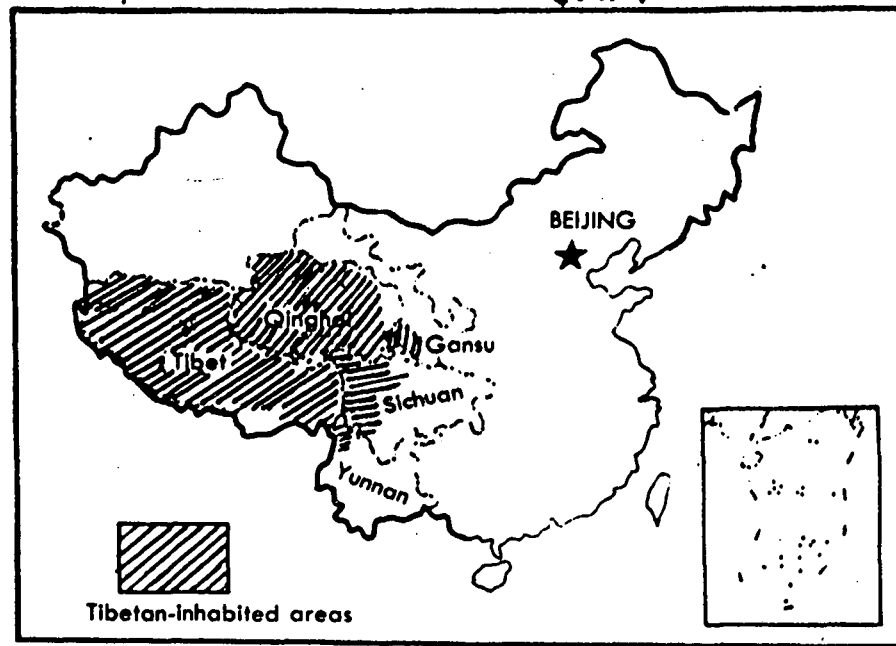 BEIJING
Qinghai
Gansu
Tibet
Sichuan
Yunnan
Tibetan-inhabited areas